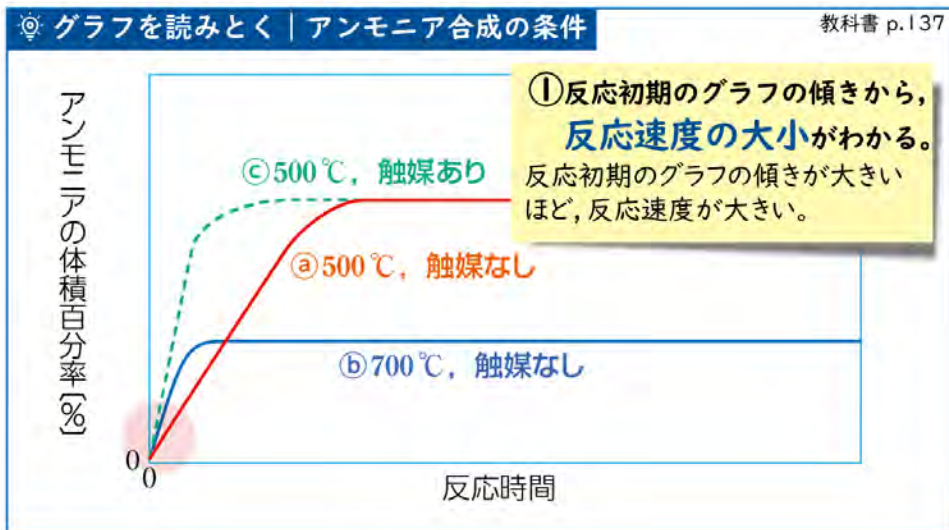 グラフを読みとく｜アンモニア合成の条件
教科書 p.137
アンモニアの体積百分率〔%〕
①反応初期のグラフの傾きから,
反応速度の大小がわかる。
反応初期のグラフの傾きが大きい
ほど,反応速度が大きい。
ⓒ500℃, 触媒あり
ⓐ500℃, 触媒なし
ⓑ700℃, 触媒なし
0
0
反応時間